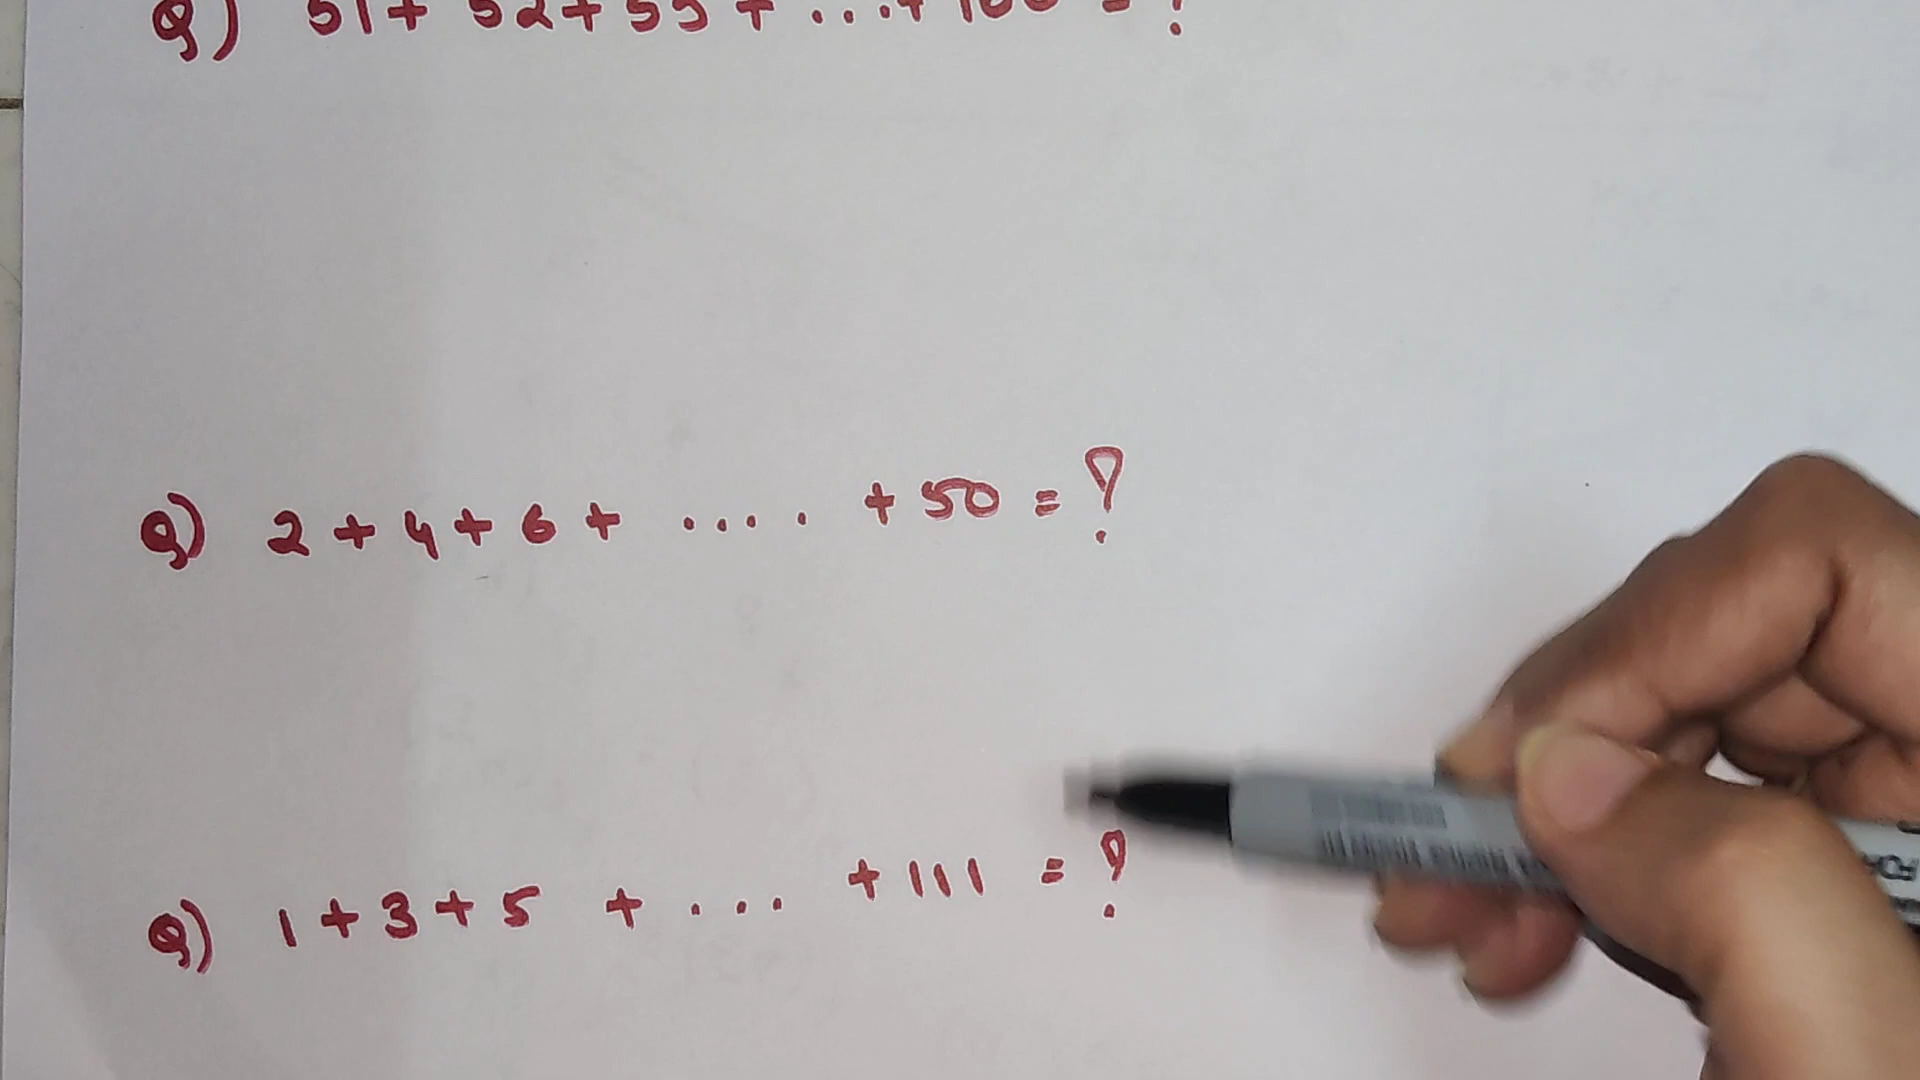 Q) 51+ 52+53 + ...+ 100 = ?
Q) 2 + 4 + 6 + .... + 50 = ?
Q) 1 + 3 + 5 + ... + 111 = ?